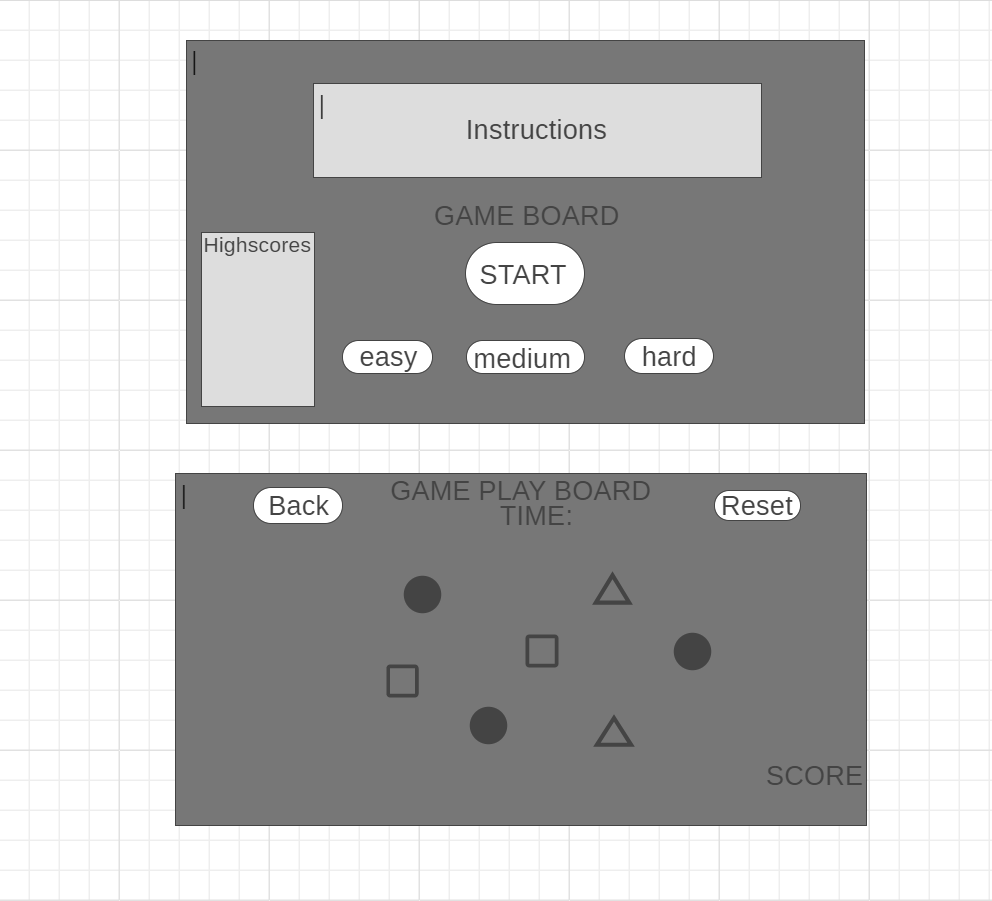 Instructions
GAME BOARD
Highscores
START
easy
medium
hard
Back
GAME PLAY BOARD
TIME:
Reset
SCORE